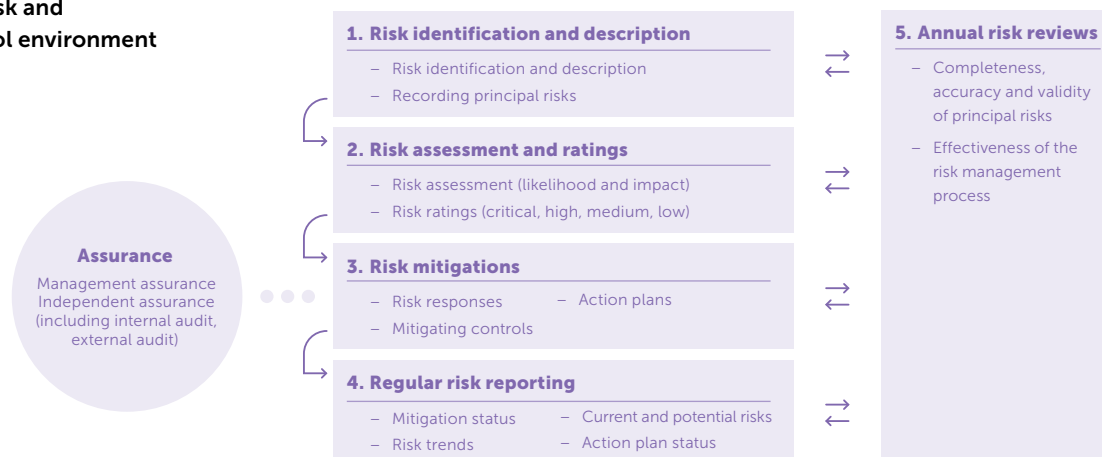 sk and
ol environment
1. Risk identification and description
– Risk identification and description
– Recording principal risks
2. Risk assessment and ratings
– Risk assessment (likelihood and impact)
– Risk ratings (critical, high, medium, low)
3. Risk mitigations
– Risk responses
– Mitigating controls
– Action plans
4. Regular risk reporting
– Mitigation status
– Risk trends
– Current and potential risks
– Action plan status
5. Annual risk reviews
– Completeness,
accuracy and validity
of principal risks
– Effectiveness of the
risk management
process
Assurance
Management assurance
Independent assurance
(including internal audit,
external audit)